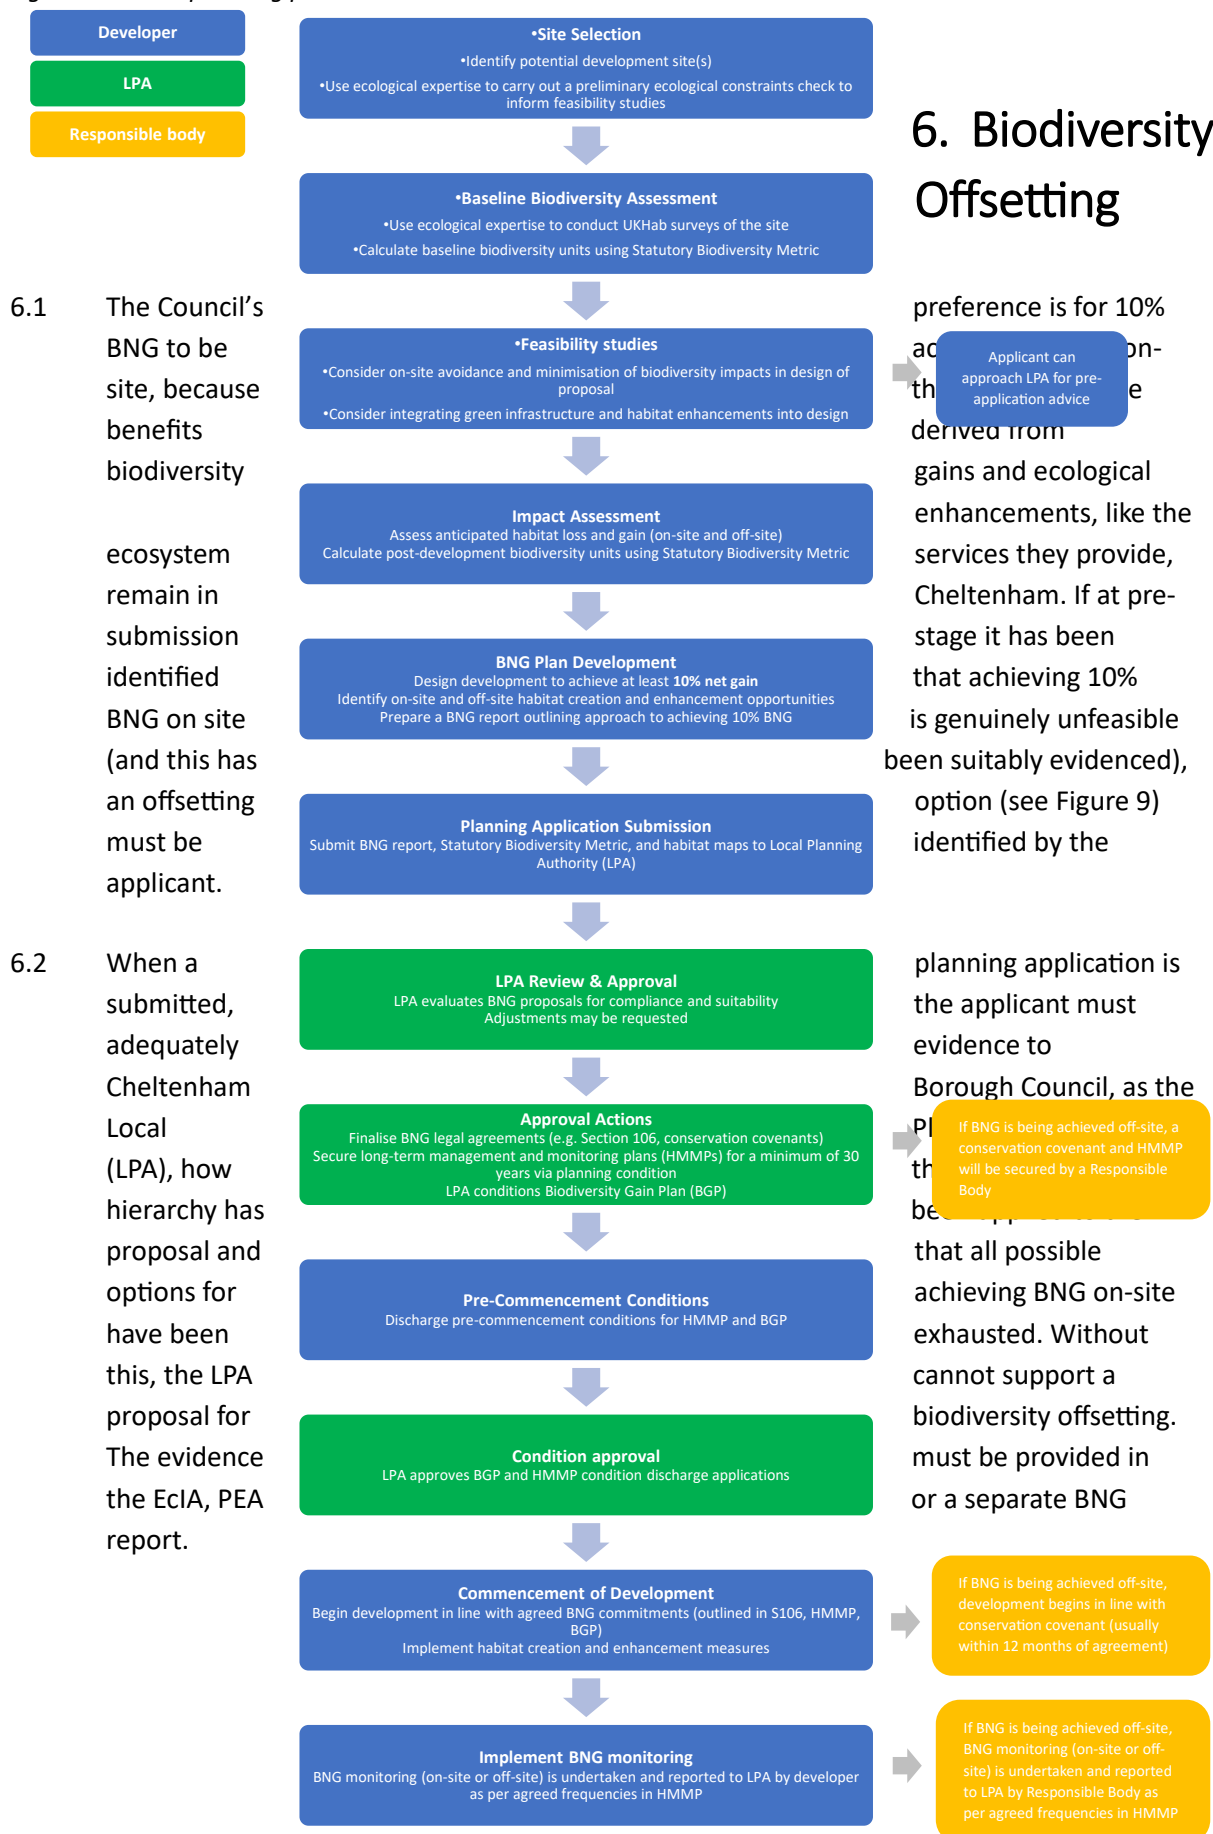 Developer
LPA
Responsible body
•Site Selection
•Identify potential development site(s)
•Use ecological expertise to carry out a preliminary ecological constraints check to
inform feasibility studies
•Baseline Biodiversity Assessment
•Use ecological expertise to conduct UKHab surveys of the site
•Calculate baseline biodiversity units using Statutory Biodiversity Metric
•Feasibility studies
•Consider on-site avoidance and minimisation of biodiversity impacts in design of
proposal
•Consider integrating green infrastructure and habitat enhancements into design
Applicant can
approach LPA for pre-
application advice
Impact Assessment
Assess anticipated habitat loss and gain (on-site and off-site)
Calculate post-development biodiversity units using Statutory Biodiversity Metric
BNG Plan Development
Design development to achieve at least 10% net gain
Identify on-site and off-site habitat creation and enhancement opportunities
Prepare a BNG report outlining approach to achieving 10% BNG
Planning Application Submission
Submit BNG report, Statutory Biodiversity Metric, and habitat maps to Local Planning
Authority (LPA)
LPA Review & Approval
LPA evaluates BNG proposals for compliance and suitability
Adjustments may be requested
Approval Actions
Finalise BNG legal agreements (e.g. Section 106, conservation covenants)
Secure long-term management and monitoring plans (HMMPs) for a minimum of 30
years via planning condition
LPA conditions Biodiversity Gain Plan (BGP)
If BNG is being achieved off-site, a
conservation covenant and HMMP
will be secured by a Responsible
Body
Pre-Commencement Conditions
Discharge pre-commencement conditions for HMMP and BGP
Condition approval
LPA approves BGP and HMMP condition discharge applications
Commencement of Development
Begin development in line with agreed BNG commitments (outlined in S106, HMMP,
BGP)
Implement habitat creation and enhancement measures
If BNG is being achieved off-site,
development begins in line with
conservation covenant (usually
within 12 months of agreement)
Implement BNG monitoring
BNG monitoring (on-site or off-site) is undertaken and reported to LPA by developer
as per agreed frequencies in HMMP
If BNG is being achieved off-site,
BNG monitoring (on-site or off-
site) is undertaken and reported
to LPA by Responsible Body as
per agreed frequencies in HMMP
6. Biodiversity
Offsetting
6.1 The Council's preference is for 10%
BNG to be on-
site, because
benefits derived from
biodiversity gains and ecological
enhancements, like the
ecosystem services they provide,
remain in Cheltenham. If at pre-
submission stage it has been
identified that achieving 10%
BNG on site is genuinely unfeasible
(and this has been suitably evidenced),
an offsetting option (see Figure 9)
must be identified by the
applicant.
6.2 When a planning application is
submitted, the applicant must
adequately evidence to
Cheltenham Borough Council, as the
Local
(LPA), how
hierarchy has
proposal and that all possible
options for achieving BNG on-site
have been exhausted. Without
this, the LPA cannot support a
proposal for biodiversity offsetting.
The evidence must be provided in
the EcIA, PEA or a separate BNG
report.